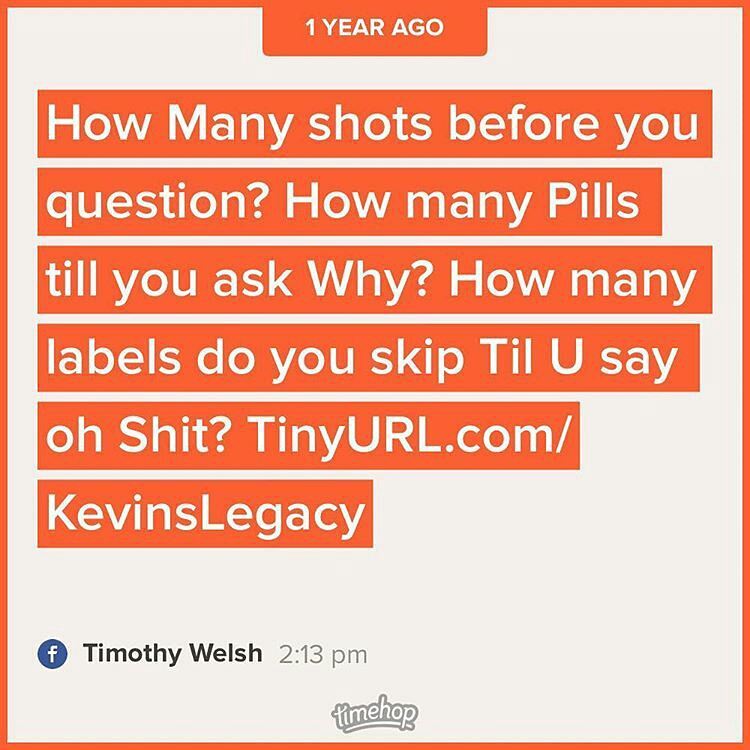 1 YEAR AGO
How Many shots before you
question? How many Pills
till you ask Why? How many
labels do you skip Til U say
oh Shit? TinyURL.com/
KevinsLegacy
f Timothy Welsh 2:13 pm
timehop